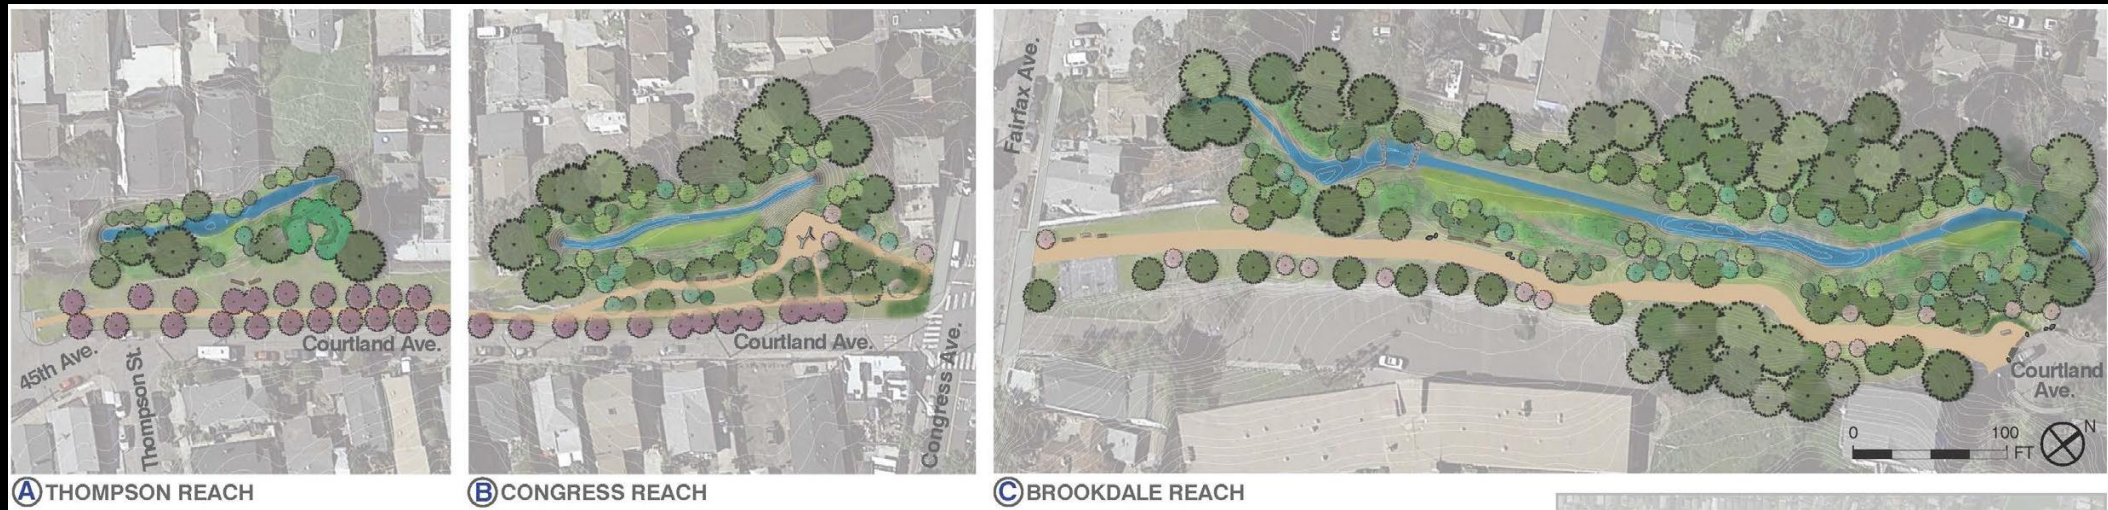 45th Ave.
Thompson St.
Courtland Ave.
A THOMPSON REACH
Courtland Ave.
Congress Ave.
B CONGRESS REACH
Fairfax Ave.
Courtland
Ave.
0 100 FT N
C BROOKDALE REACH